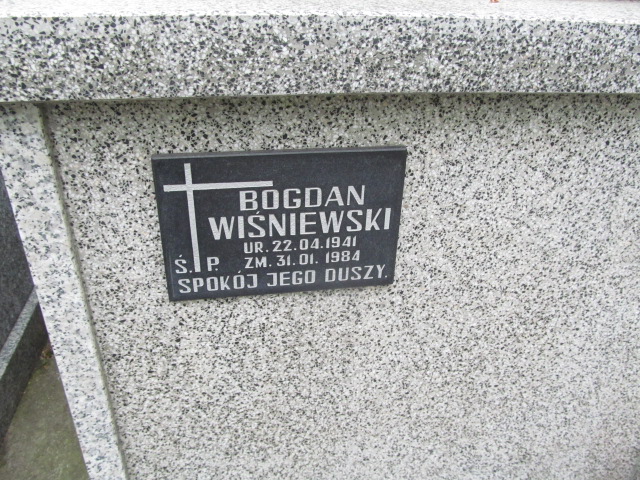 BOGDAN
WIŚNIEWSKI
UR. 22.04.1941
Ś. P. ZM. 31.01.1984
SPOKÓJ JEGO DUSZY.